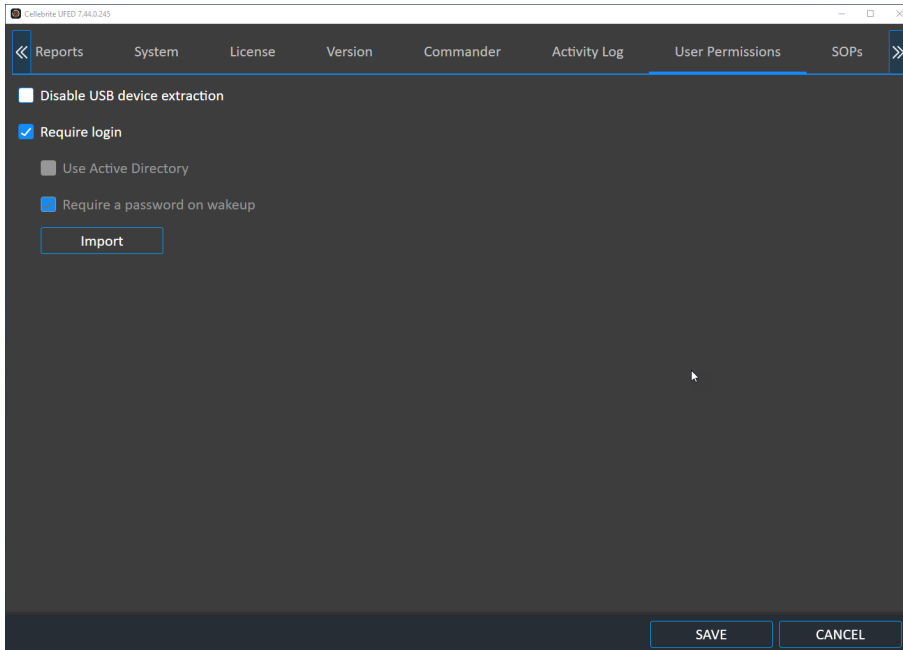 Cellebrite UFED 7.44.0.245
Reports System License Version Commander Activity Log User Permissions SOPs
Disable USB device extraction
Require login
Use Active Directory
Require a password on wakeup
Import
SAVE CANCEL